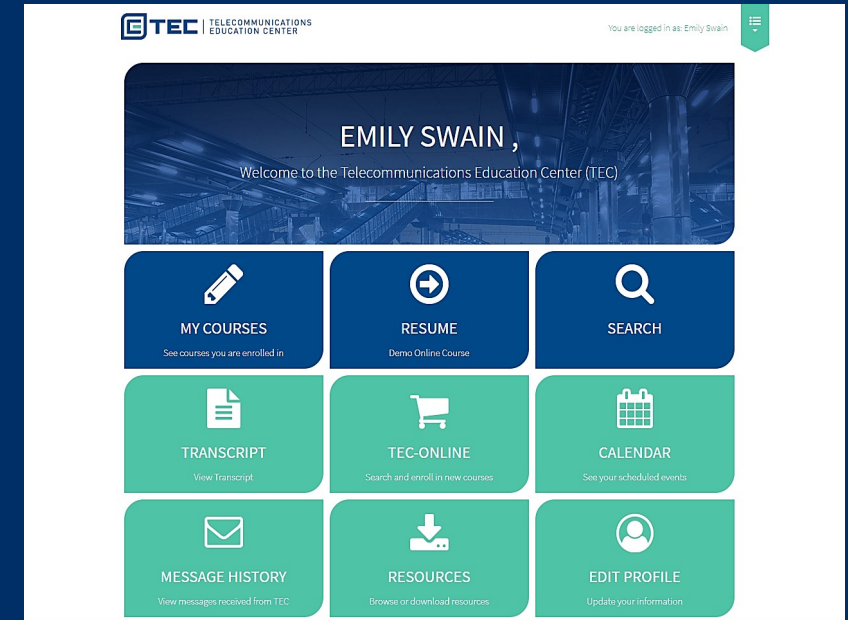 TEC | TELECOMMUNICATIONS
EDUCATION CENTER
You are logged in as: Emily Swain
EMILY SWAIN ,
Welcome to the Telecommunications Education Center (TEC)
MY COURSES
See courses you are enrolled in
RESUME
Demo Online Course
SEARCH
TRANSCRIPT
View Transcript
TEC-ONLINE
Search and enroll in new courses
CALENDAR
See your scheduled events
MESSAGE HISTORY
View messages received from TEC
RESOURCES
Browse or download resources
EDIT PROFILE
Update your information